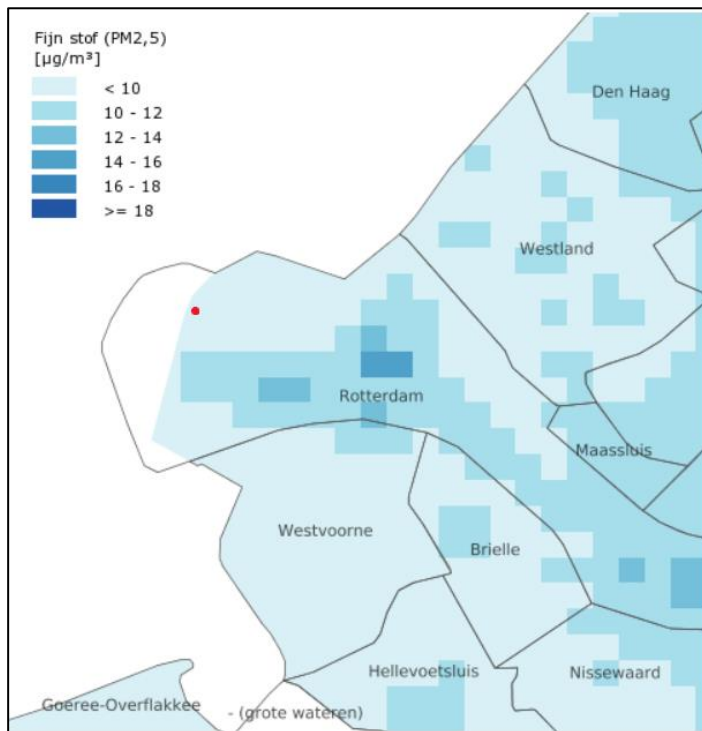 Fijn stof (PM2,5)
[µg/m³]
< 10
10 - 12
12 - 14
14 - 16
16 - 18
>= 18
Den Haag
Westland
Rotterdam
Maassluis
Westvoorne
Brielle
Hellevoetsluis
Nissewaard
Goeree-Overflakkee
- (grote wateren)